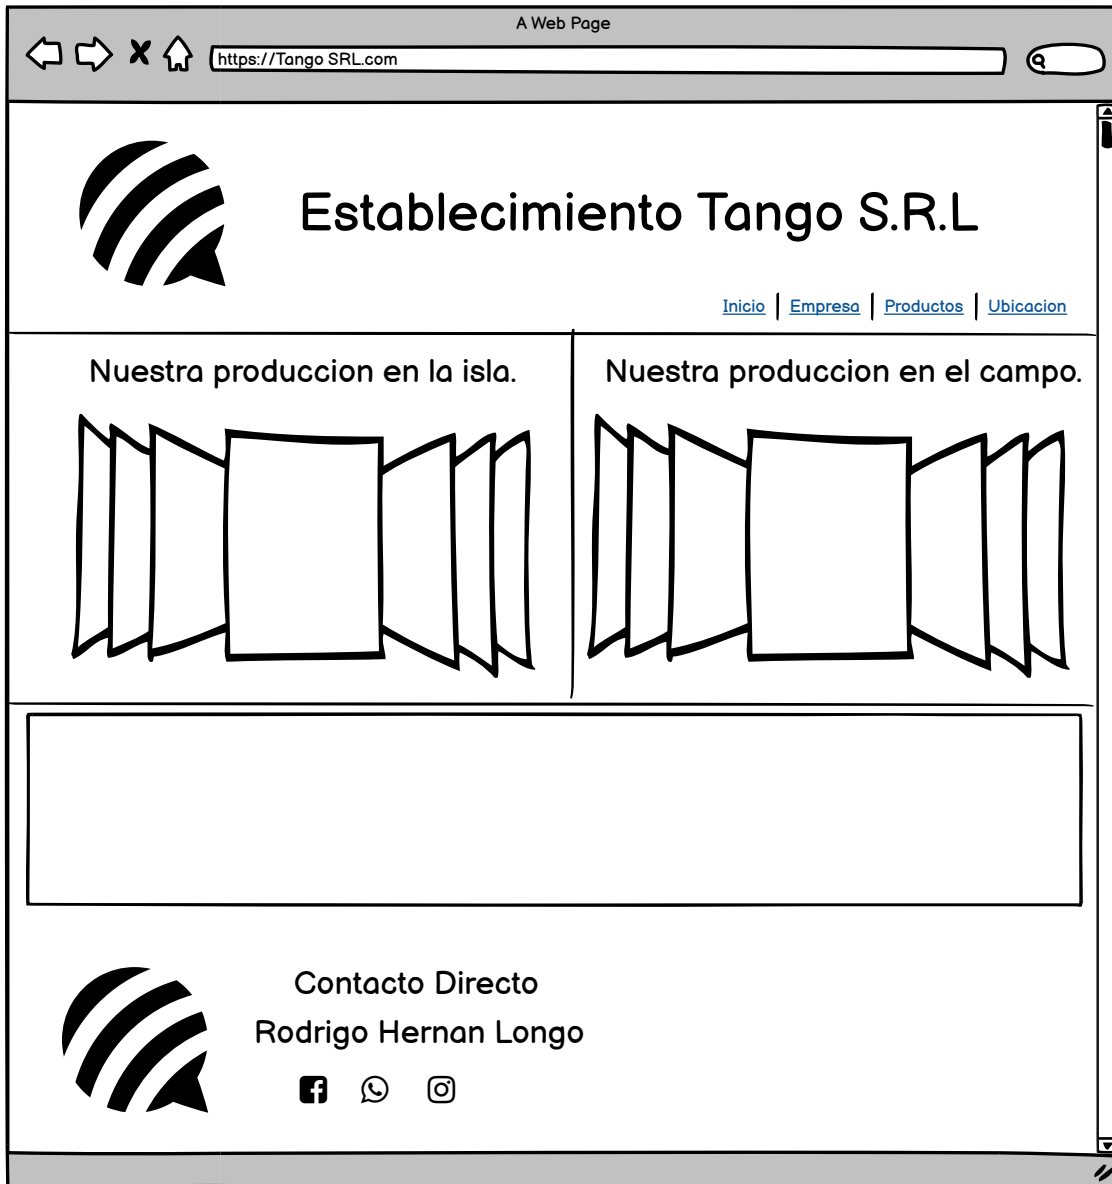 A Web Page
https://Tango SRL.com
Establecimiento Tango S.R.L
Inicio | Empresa | Productos | Ubicacion
Nuestra produccion en la isla.
Nuestra produccion en el campo.
Contacto Directo
Rodrigo Hernan Longo